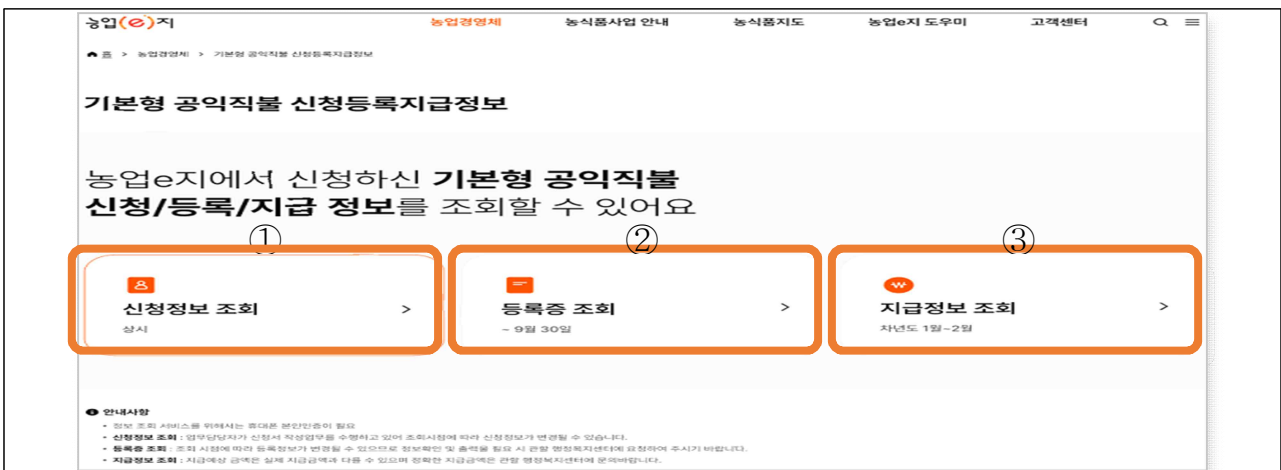 농업(e)지 농업경영체 농식품사업 안내 농식품지도 농업e지 도우미 고객센터
홈 > 농업경영체 > 기본형 공익직불 신청등록지급정보
기본형 공익직불 신청등록지급정보
농업e지에서 신청하신 기본형 공익직불
신청/등록/지급 정보를 조회할 수 있어요
① ② ③
신청정보 조회 > 등록증 조회 > 지급정보 조회 >
상시 ~ 9월 30일 차년도 1월~2월
안내사항
• 정보 조회 서비스를 위해서는 휴대폰 본인인증이 필요
• 신청정보 조회 : 업무담당자가 신청서 작성업무를 수행하고 있어 조회시점에 따라 신청정보가 변경될 수 있습니다.
• 등록증 조회 : 조회 시점에 따라 등록정보가 변경될 수 있으므로 정보확인 및 출력물 필요 시 관할 행정복지센터에 요청하여 주시기 바랍니다.
• 지급정보 조회 : 지급예상 금액은 실제 지급금액과 다를 수 있으며 정확한 지급금액은 관할 행정복지센터에 문의바랍니다.